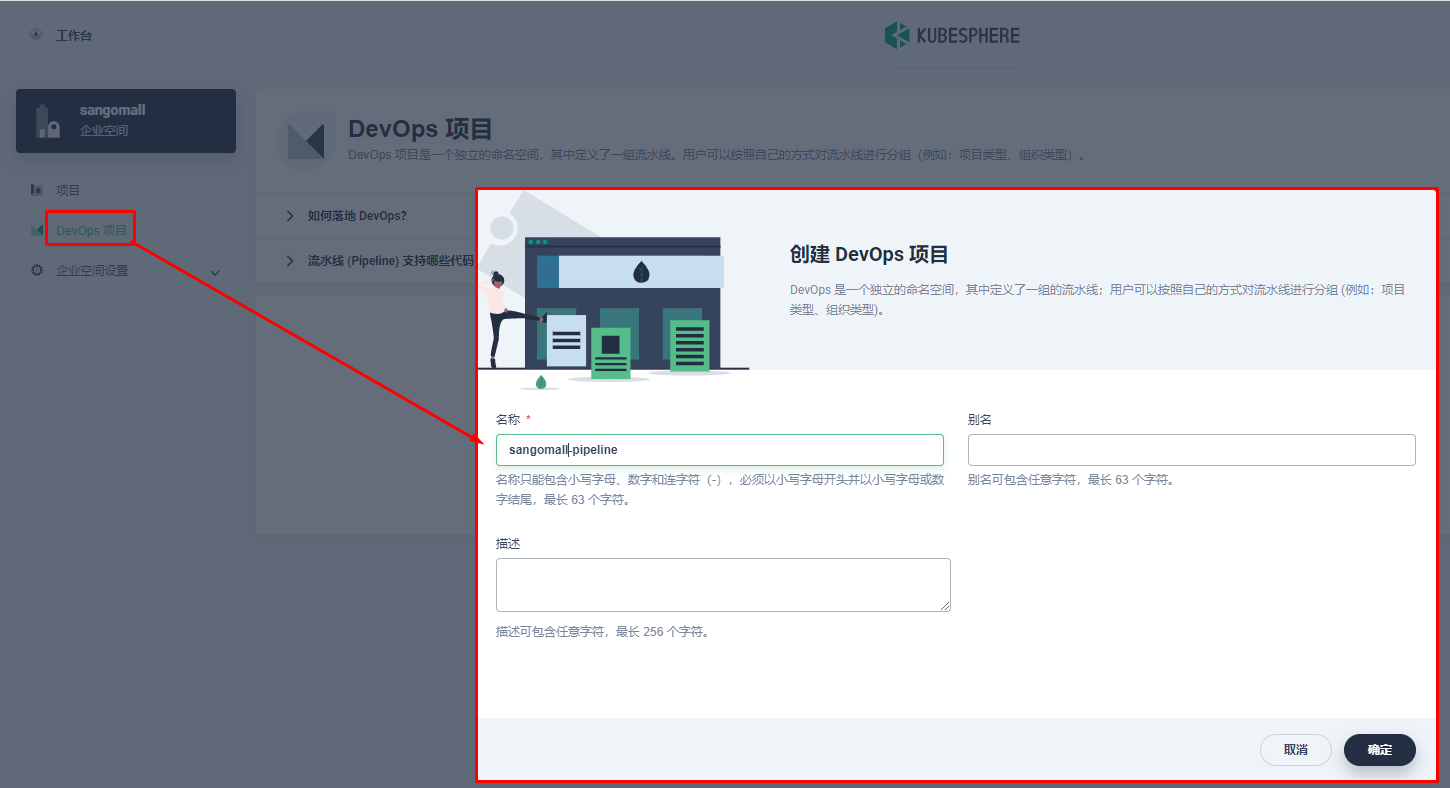 工作台
KUBESPHERE
sangomall
企业空间
项目
DevOps 项目
企业空间设置
DevOps 项目
DevOps 项目是一个独立的命名空间，其中定义了一组流水线。用户可以按照自己的方式对流水线进行分组（例如：项目类型、组织类型）。
如何落地 DevOps?
流水线 (Pipeline) 支持哪些代码
创建 DevOps 项目
DevOps 是一个独立的命名空间，其中定义了一组的流水线；用户可以按照自己的方式对流水线进行分组 (例如：项目
类型、组织类型)。
名称 *
sangomall-pipeline
名称只能包含小写字母、数字和连字符（-），必须以小写字母开头并以小写字母或数
字结尾，最长 63 个字符。
别名
别名可包含任意字符，最长 63 个字符。
描述
描述可包含任意字符，最长 256 个字符。
取消
确定